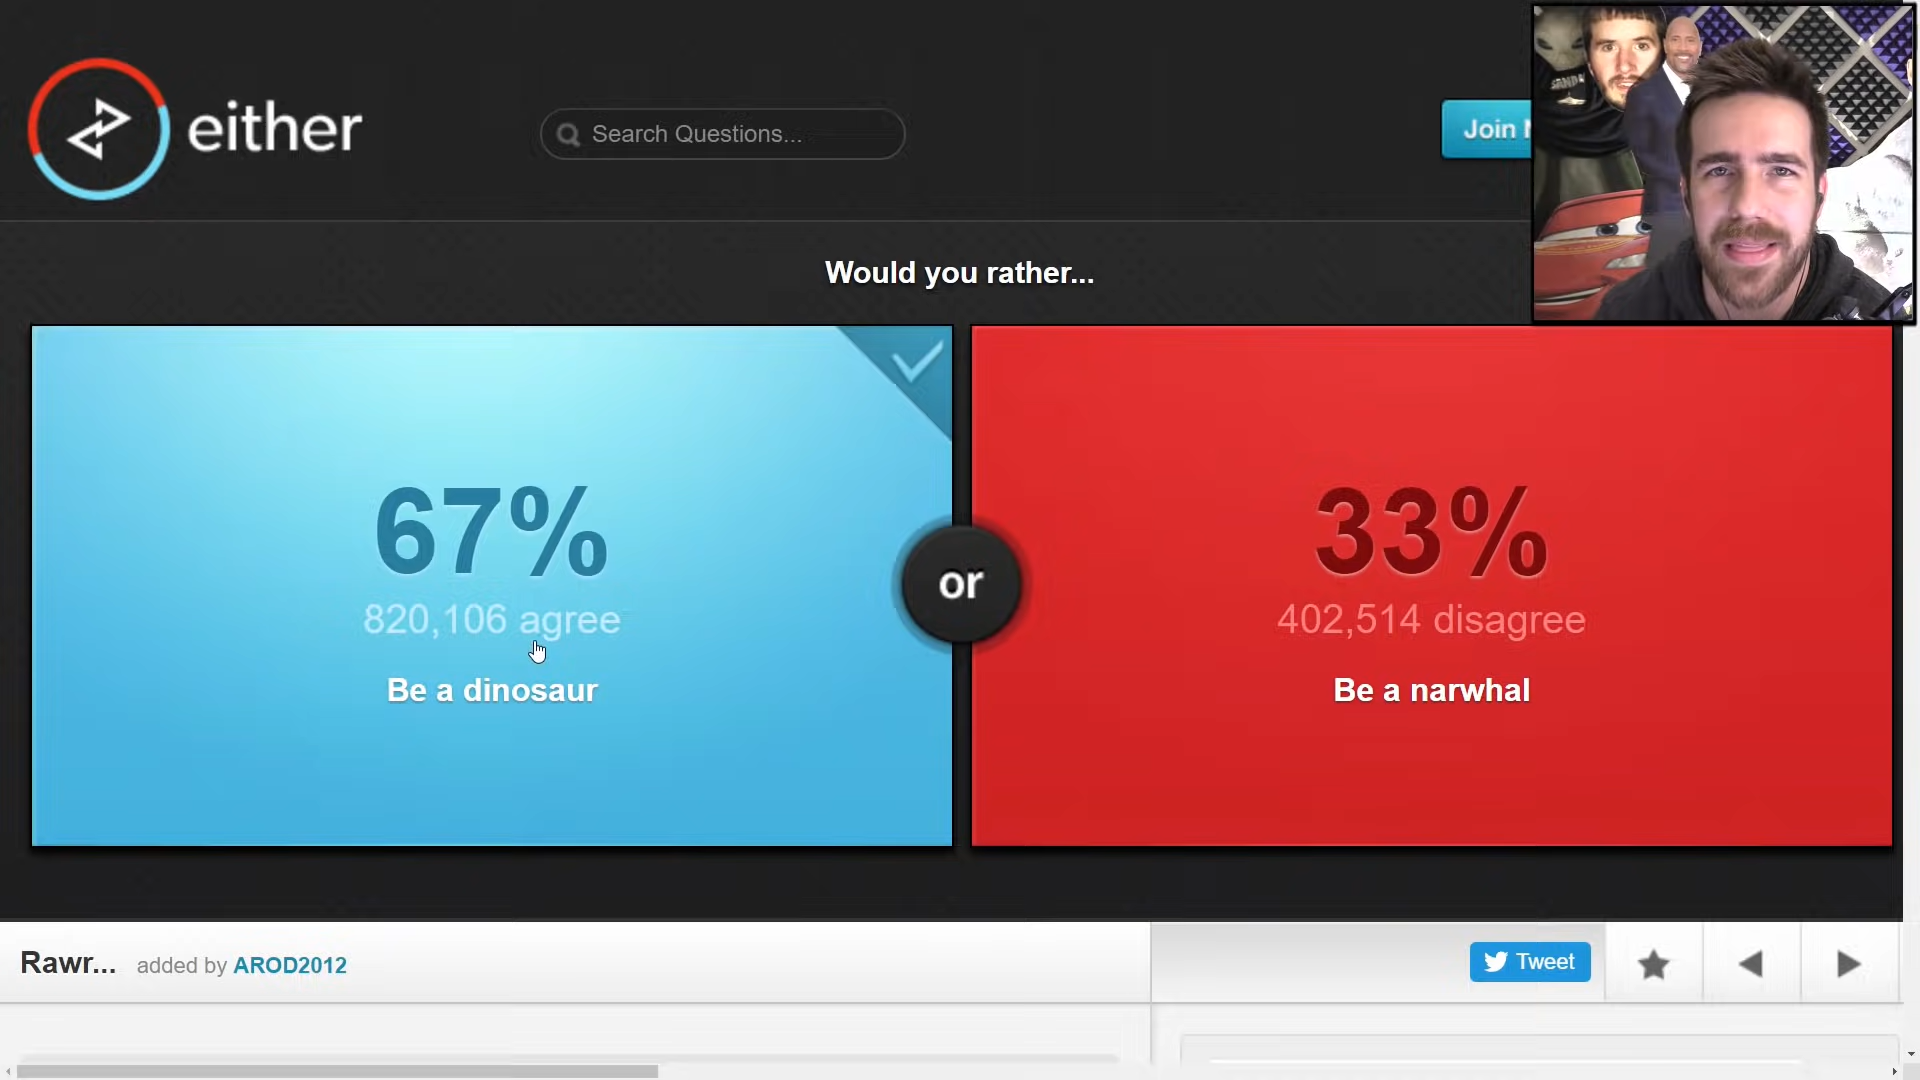 either
Search Questions...
Join
Would you rather...
67%
820,106 agree
Be a dinosaur
or
33%
402,514 disagree
Be a narwhal
Rawr... added by AROD2012
Tweet